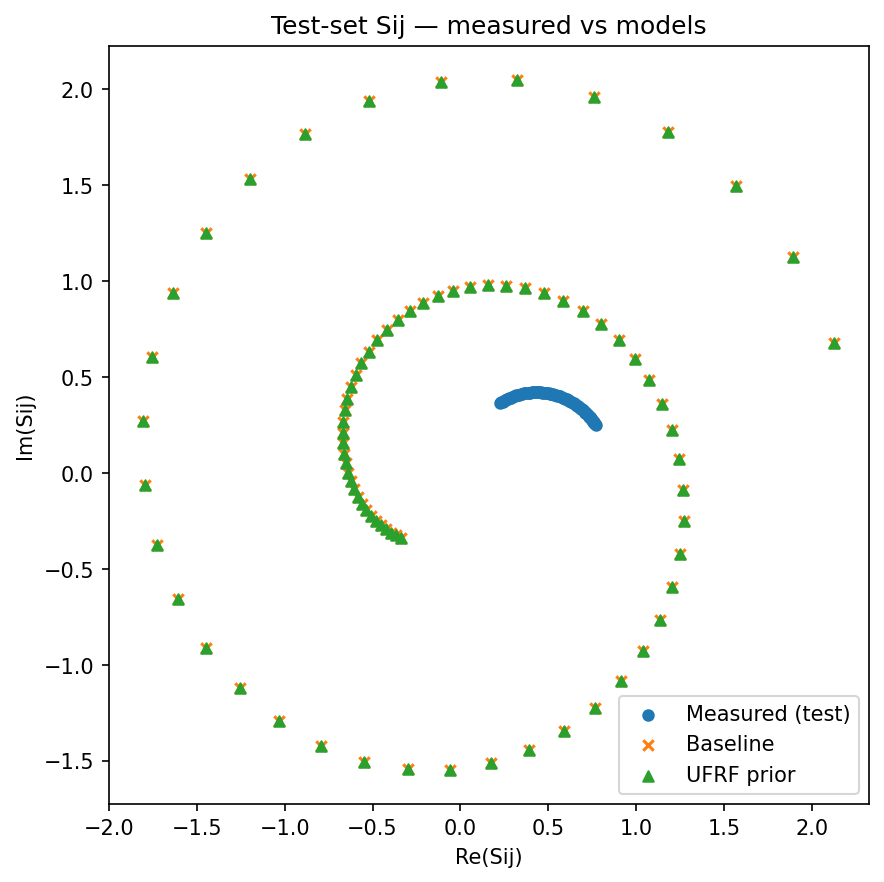 Test-set Sij — measured vs models
Im(Sij)
2.0
1.5
1.0
0.5
0.0
−0.5
−1.0
−1.5
−2.0 −1.5 −1.0 −0.5 0.0 0.5 1.0 1.5 2.0
Re(Sij)
Measured (test)
Baseline
UFRF prior